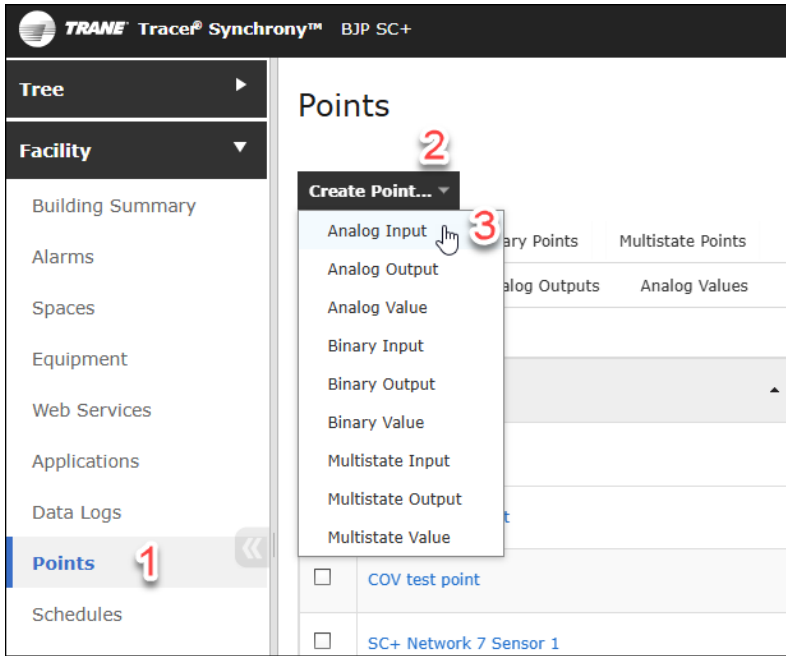 TRANE Tracer® Synchrony™ BJP SC+
Tree
Facility
Building Summary
Alarms
Spaces
Equipment
Web Services
Applications
Data Logs
Points 1
Schedules
Points
2
Create Point...
Analog Input 3
Analog Output
Analog Value
Binary Input
Binary Output
Binary Value
Multistate Input
Multistate Output
Multistate Value
Points Multistate Points
Outputs Analog Values
COV test point
SC+ Network 7 Sensor 1